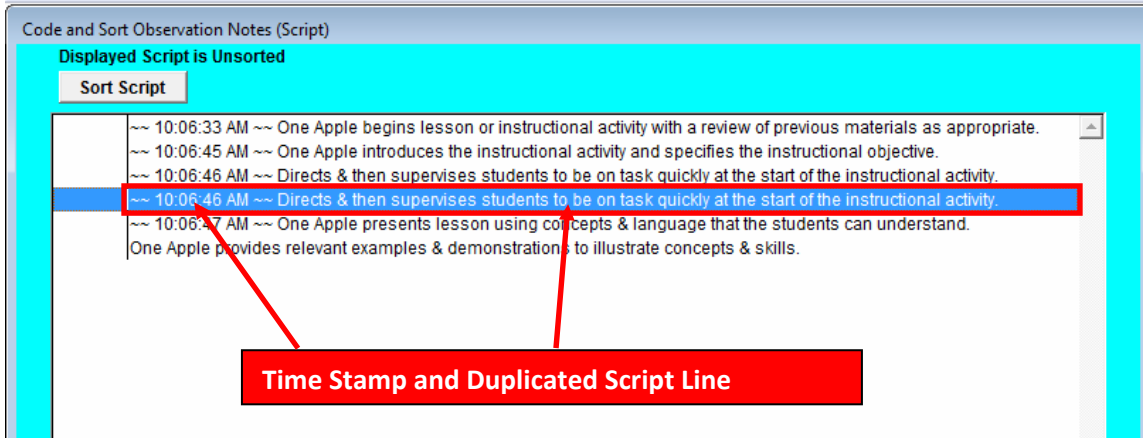 Code and Sort Observation Notes (Script)
Displayed Script is Unsorted
Sort Script
~~ 10:06:33 AM ~~ One Apple begins lesson or instructional activity with a review of previous materials as appropriate.
~~ 10:06:45 AM ~~ One Apple introduces the instructional activity and specifies the instructional objective.
~~ 10:06:46 AM ~~ Directs & then supervises students to be on task quickly at the start of the instructional activity.
~~ 10:06:46 AM ~~ Directs & then supervises students to be on task quickly at the start of the instructional activity.
~~ 10:06:47 AM ~~ One Apple presents lesson using concepts & language that the students can understand.
One Apple provides relevant examples & demonstrations to illustrate concepts & skills.
Time Stamp and Duplicated Script Line